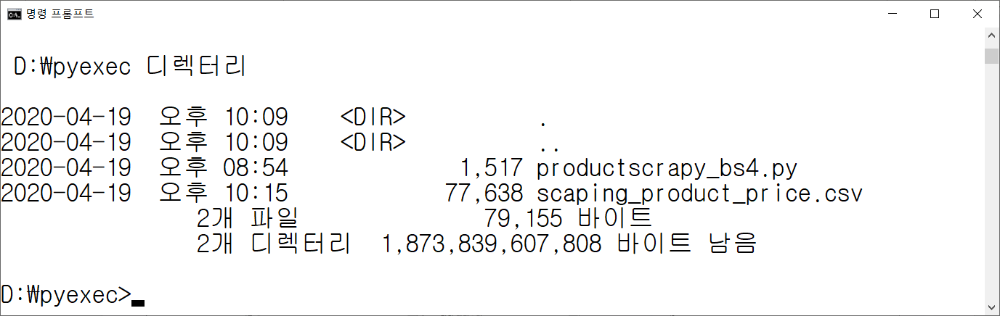 명령 프롬프트
D:₩pyexec 디렉터리
2020-04-19  오후 10:09    <DIR>          .
2020-04-19  오후 10:09    <DIR>          ..
2020-04-19  오후 08:54             1,517 productscrapy_bs4.py
2020-04-19  오후 10:15            77,638 scaping_product_price.csv
2개 파일              79,155 바이트
2개 디렉터리  1,873,839,607,808 바이트 남음
D:₩pyexec>